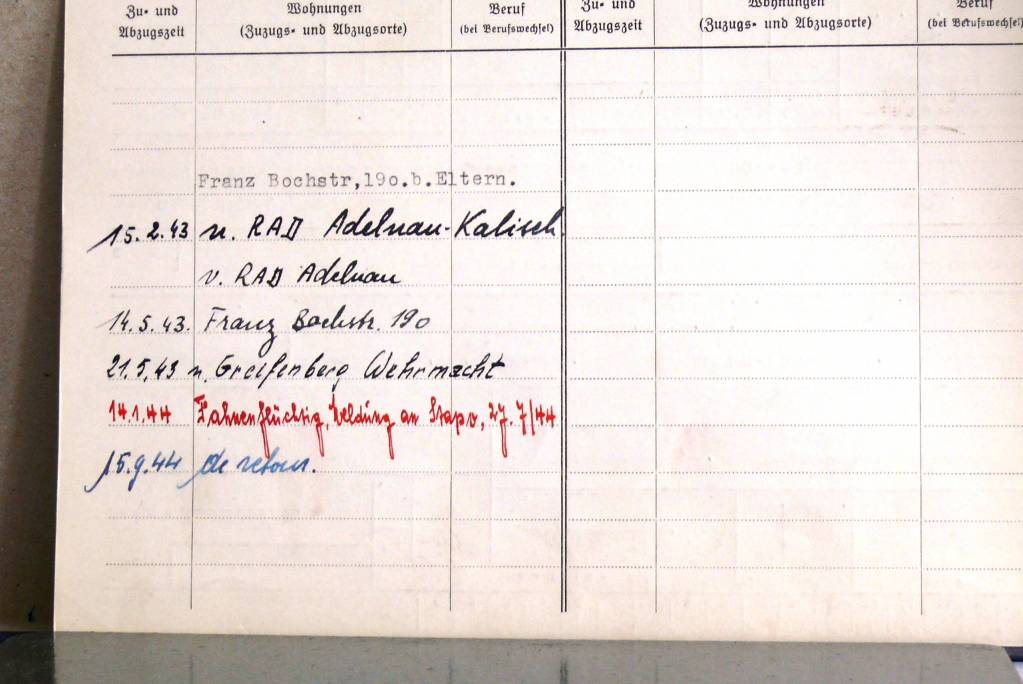 Zu- und Abzugszeit
Wohnungen (Zuzugs- und Abzugsorte)
Beruf (bei Berufswechsel)
Zu- und Abzugszeit
Wohnungen (Zuzugs- und Abzugsorte)
Beruf (bei Berufswechsel)
Franz Bochstr,19o.b.Eltern.
15.2.43 n. RAD Adelnau-Kalisch.
v. RAD Adelnau
14.5.43. Franz Bochstr. 190
21.5.43 n. Greifenberg Wehrmacht
14.1.44 Fahnenflüchtig, Meldung an Stapo, 27.7/44
15.9.44 de retour.